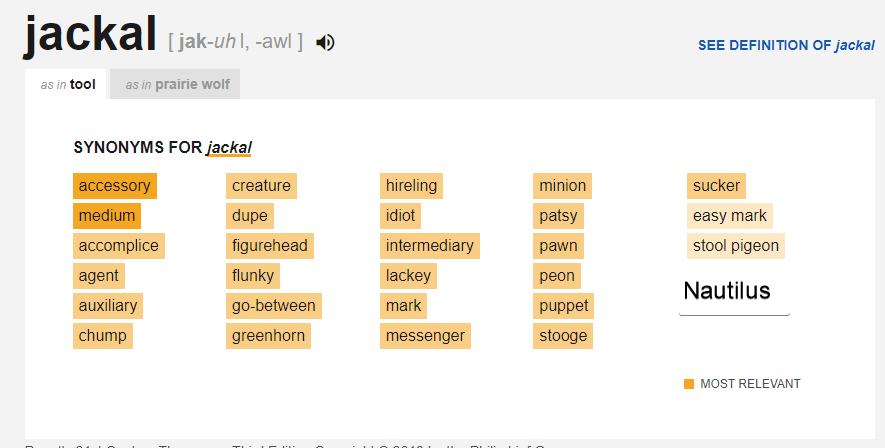 jackal [ jak-uh l, -awl ]
SEE DEFINITION OF jackal
as in tool as in prairie wolf
SYNONYMS FOR jackal
accessory creature hireling minion sucker
medium dupe idiot patsy easy mark
accomplice figurehead intermediary pawn stool pigeon
agent flunky lackey peon
Nautilus
auxiliary go-between mark puppet
chump greenhorn messenger stooge
MOST RELEVANT